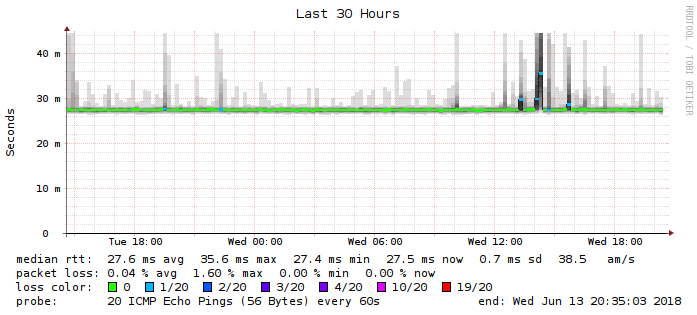 Last 30 Hours
RRDTOOL / TOBI OETIKER
Seconds
40 m
30 m
20 m
10 m
0
Tue 18:00 Wed 00:00 Wed 06:00 Wed 12:00 Wed 18:00
median rtt: 27.6 ms avg 35.6 ms max 27.4 ms min 27.5 ms now 0.7 ms sd 38.5 am/s
packet loss: 0.04 % avg 1.60 % max 0.00 % min 0.00 % now
loss color: 0 1/20 2/20 3/20 4/20 10/20 19/20
probe: 20 ICMP Echo Pings (56 Bytes) every 60s end: Wed Jun 13 20:35:03 2018